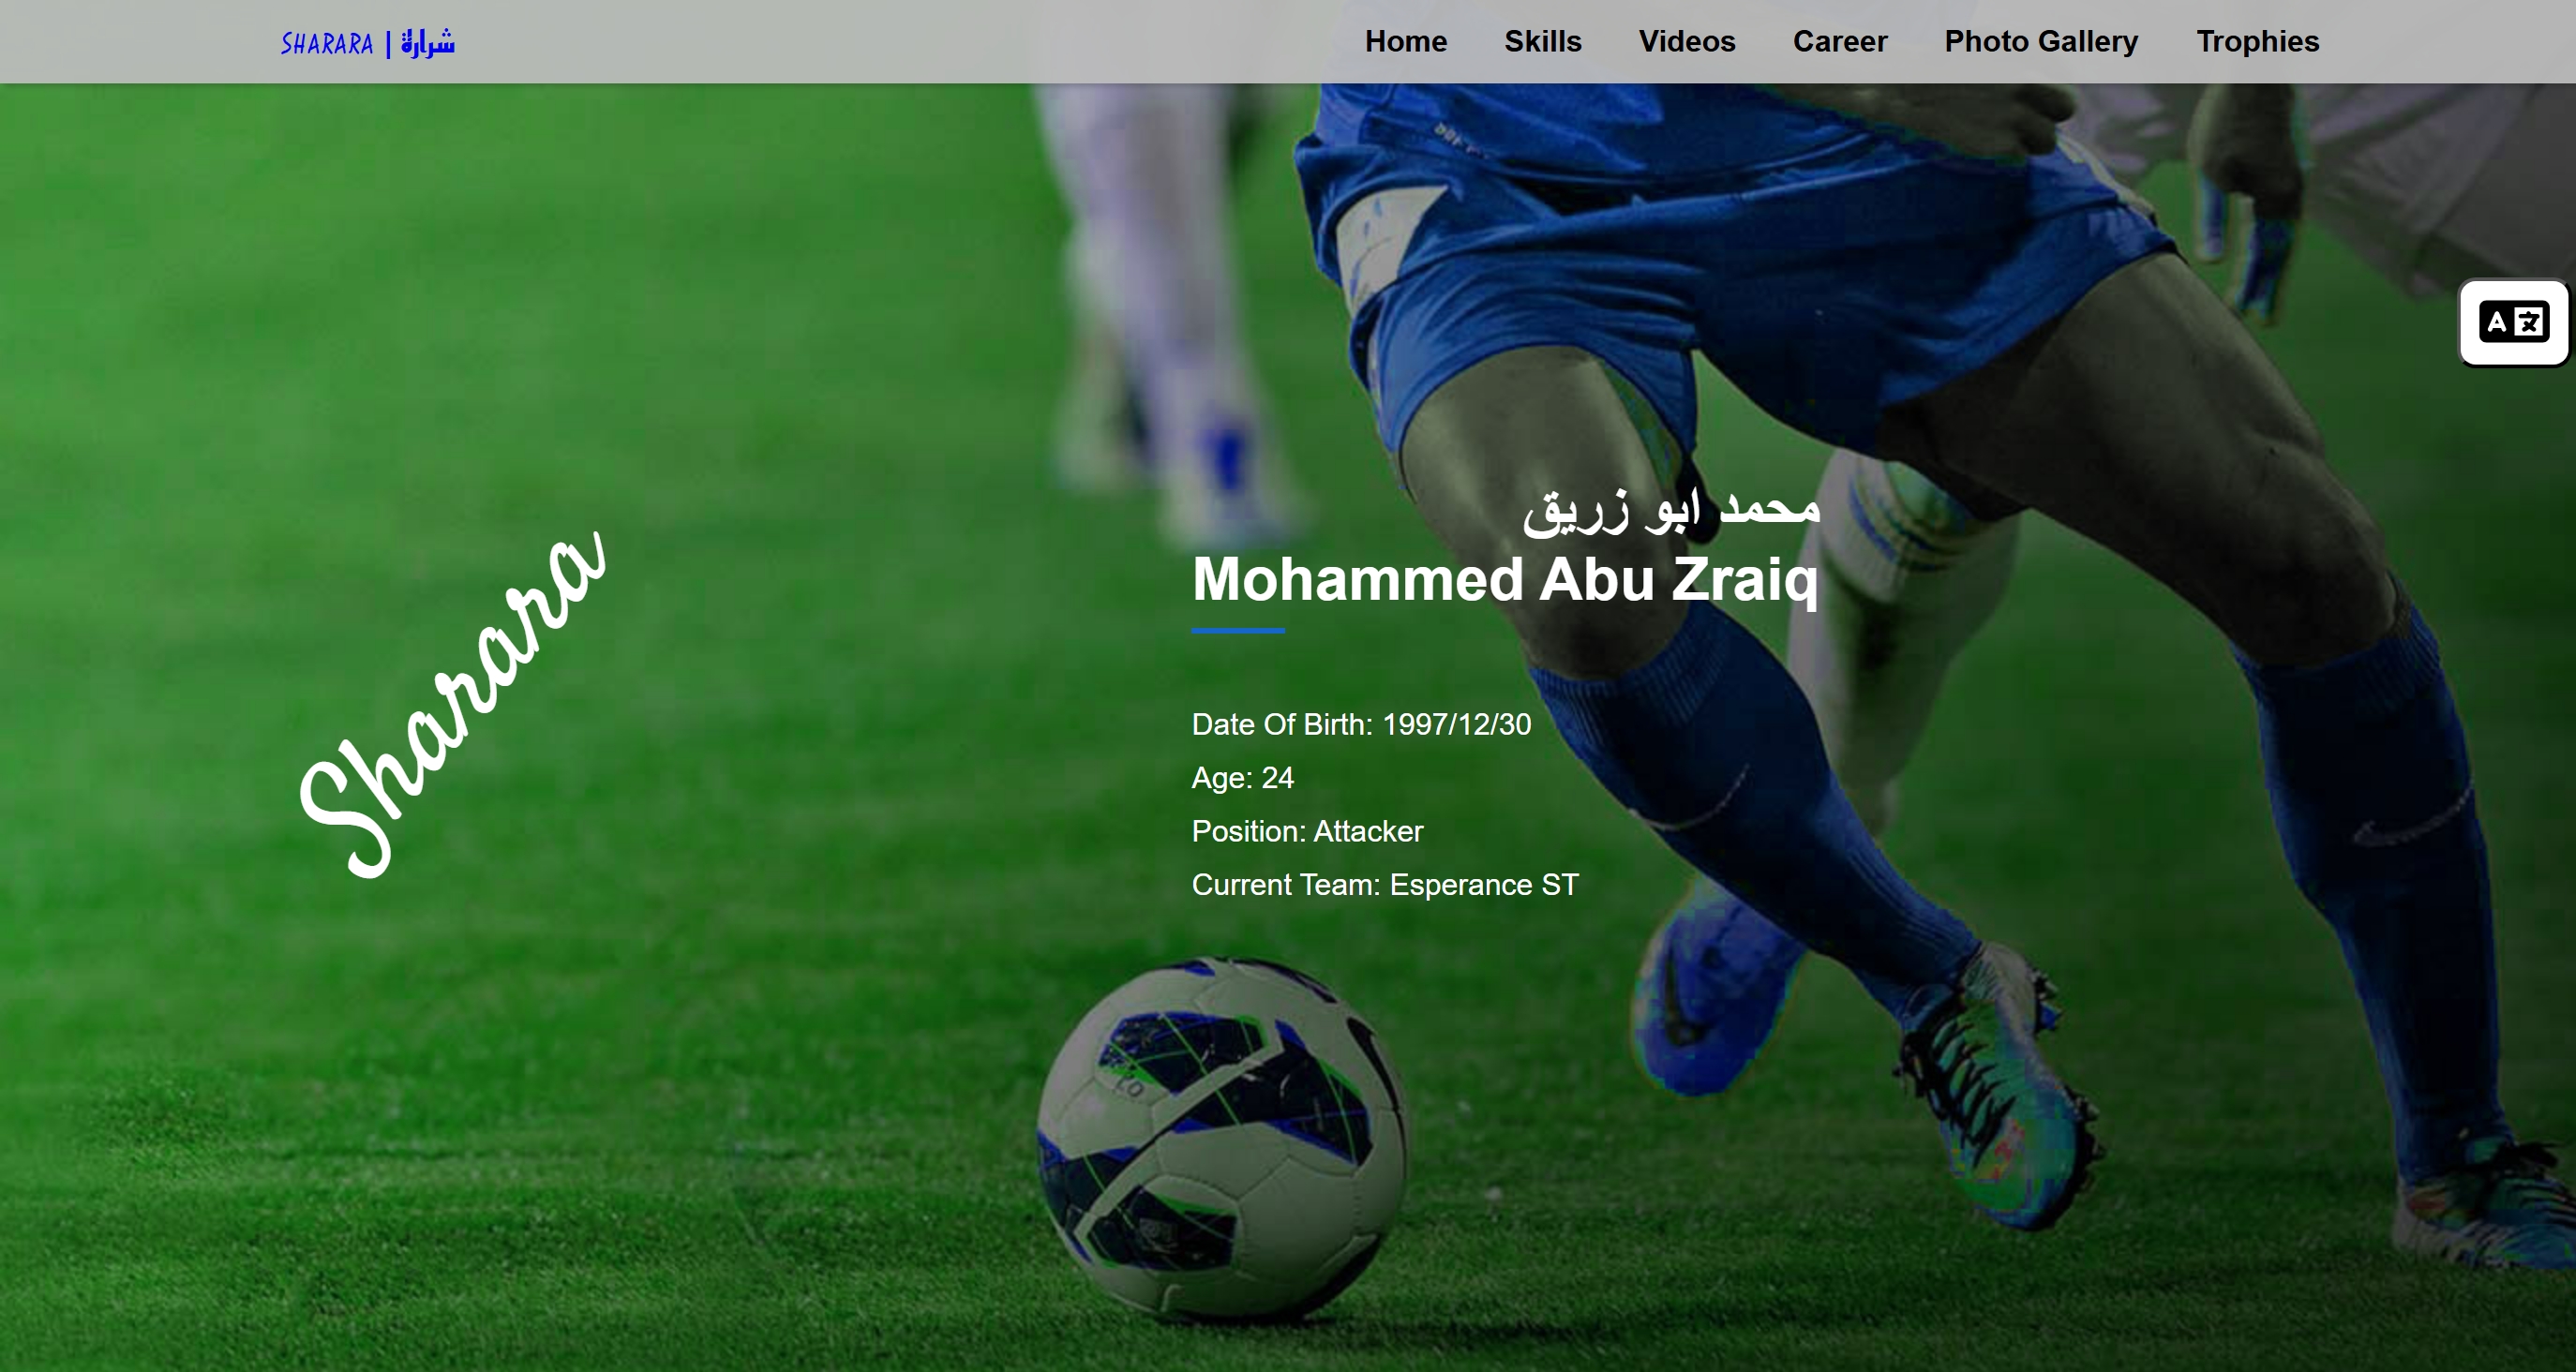 SHARARA | شرارة
Home Skills Videos Career Photo Gallery Trophies
A 文
محمد ابو زريق
Mohammed Abu Zraiq
Sharara
Date Of Birth: 1997/12/30
Age: 24
Position: Attacker
Current Team: Esperance ST